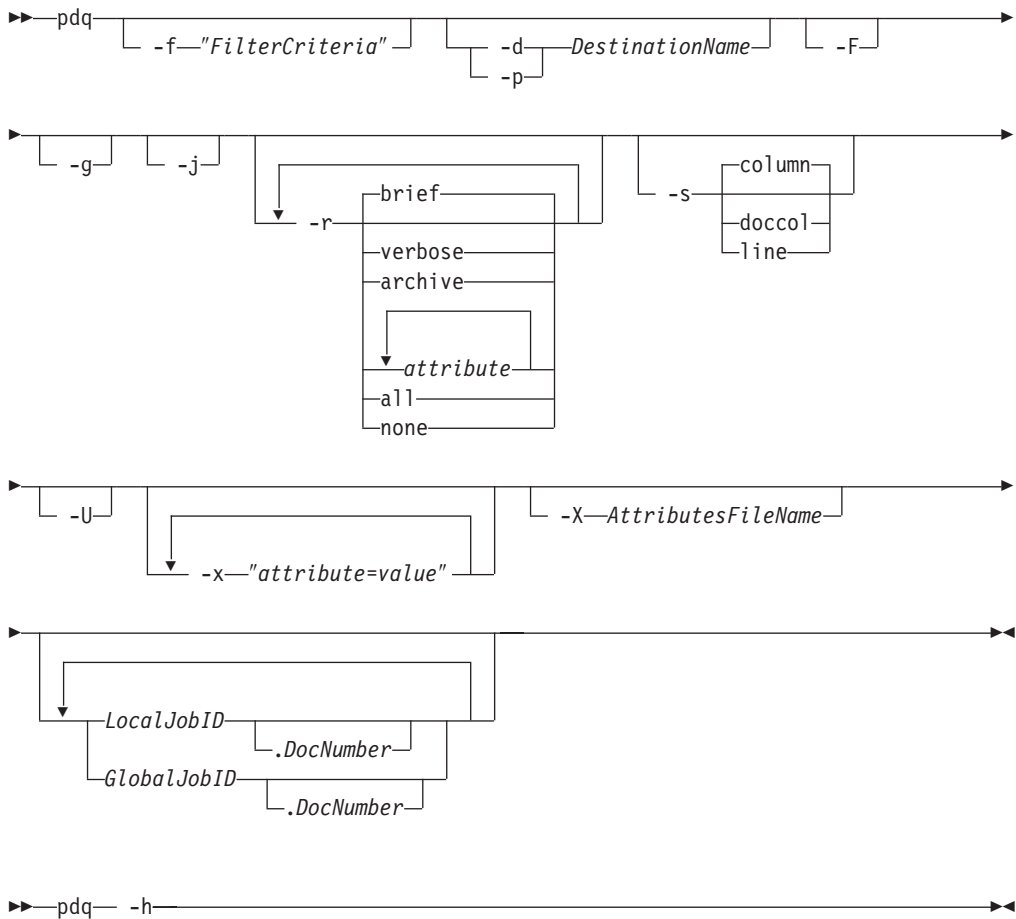 pdq
-f "FilterCriteria" -d DestinationName -F
-p
-g -j column
brief -s
-r doccol
verbose line
archive
attribute
all
none
-U -X AttributesFileName
-x "attribute=value"
LocalJobID
.DocNumber
GlobalJobID
.DocNumber
pdq -h